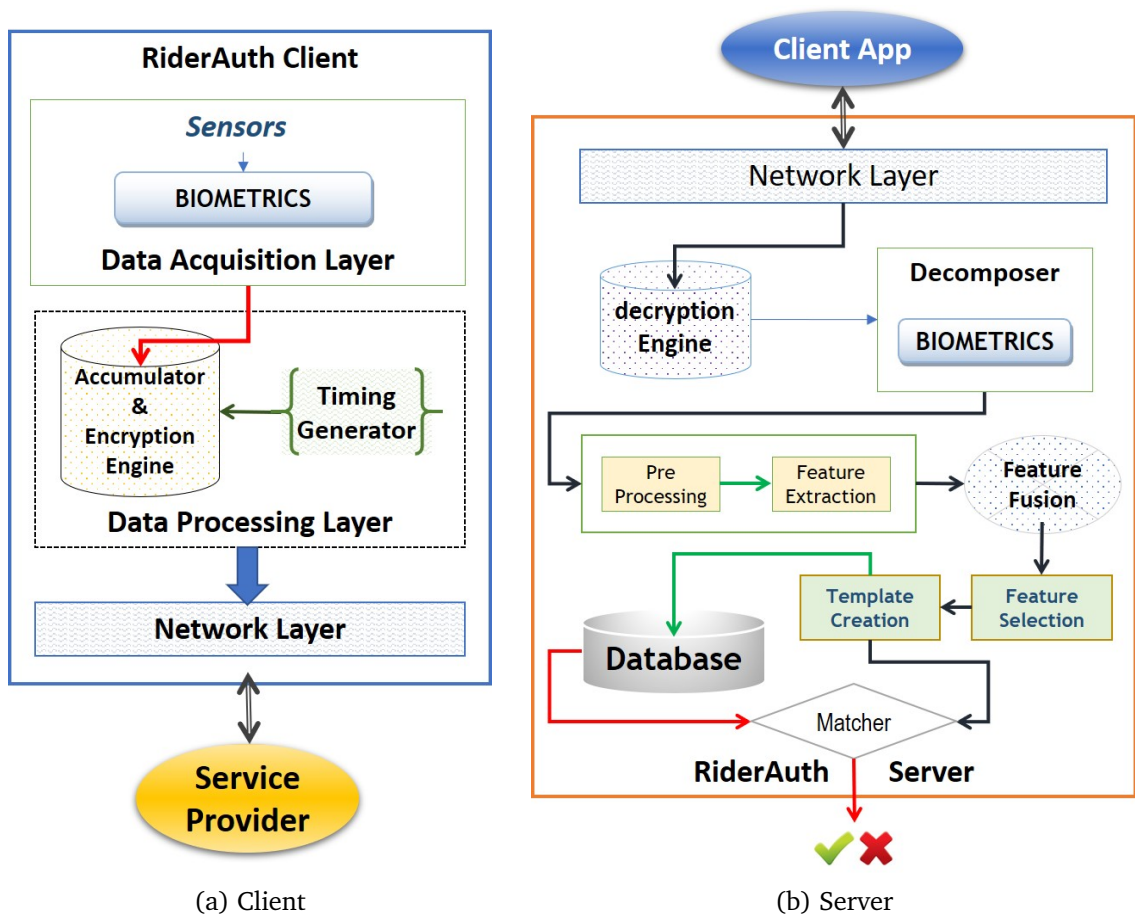 RiderAuth Client
Sensors
BIOMETRICS
Data Acquisition Layer
Accumulator
&
Encryption
Engine
Timing
Generator
Data Processing Layer
Network Layer
Service
Provider
(a) Client
Client App
Network Layer
decryption
Engine
Decomposer
BIOMETRICS
Pre
Processing
Feature
Extraction
Feature
Fusion
Template
Creation
Feature
Selection
Database
Matcher
RiderAuth Server
(b) Server